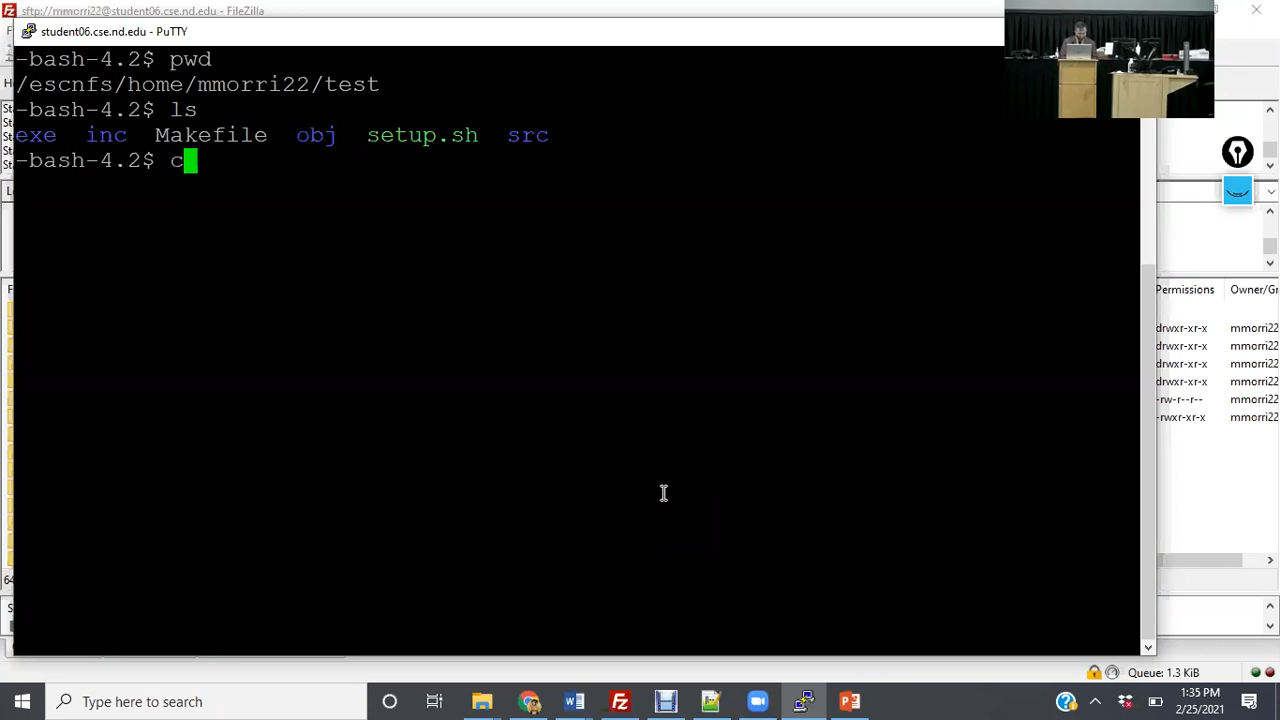 sftp://mmorri22@student06.cse.nd.edu - FileZilla
student06.cse.nd.edu - PuTTY
-bash-4.2$ pwd
/escnfs/home/mmorri22/test
-bash-4.2$ ls
exe inc Makefile obj setup.sh src
-bash-4.2$ c
Permissions Owner/Gr
drwxr-xr-x mmorri22
drwxr-xr-x mmorri22
drwxr-xr-x mmorri22
drwxr-xr-x mmorri22
-rw-r--r-- mmorri22
-rwxr-xr-x mmorri22
Queue: 1.3 KiB
Type here to search
1:35 PM
2/25/2021